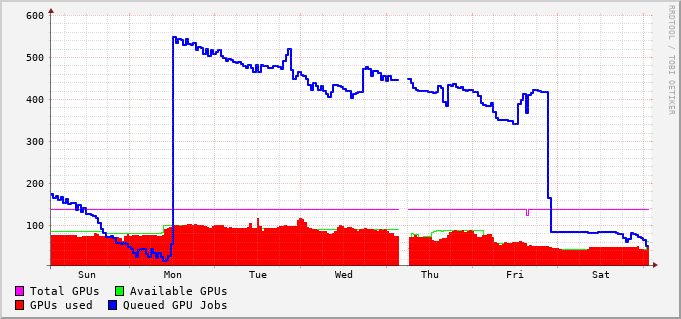 600
500
400
300
200
100
Sun Mon Tue Wed Thu Fri Sat
Total GPUs Available GPUs
GPUs used Queued GPU Jobs
RRDTOOL / TOBI OETIKER